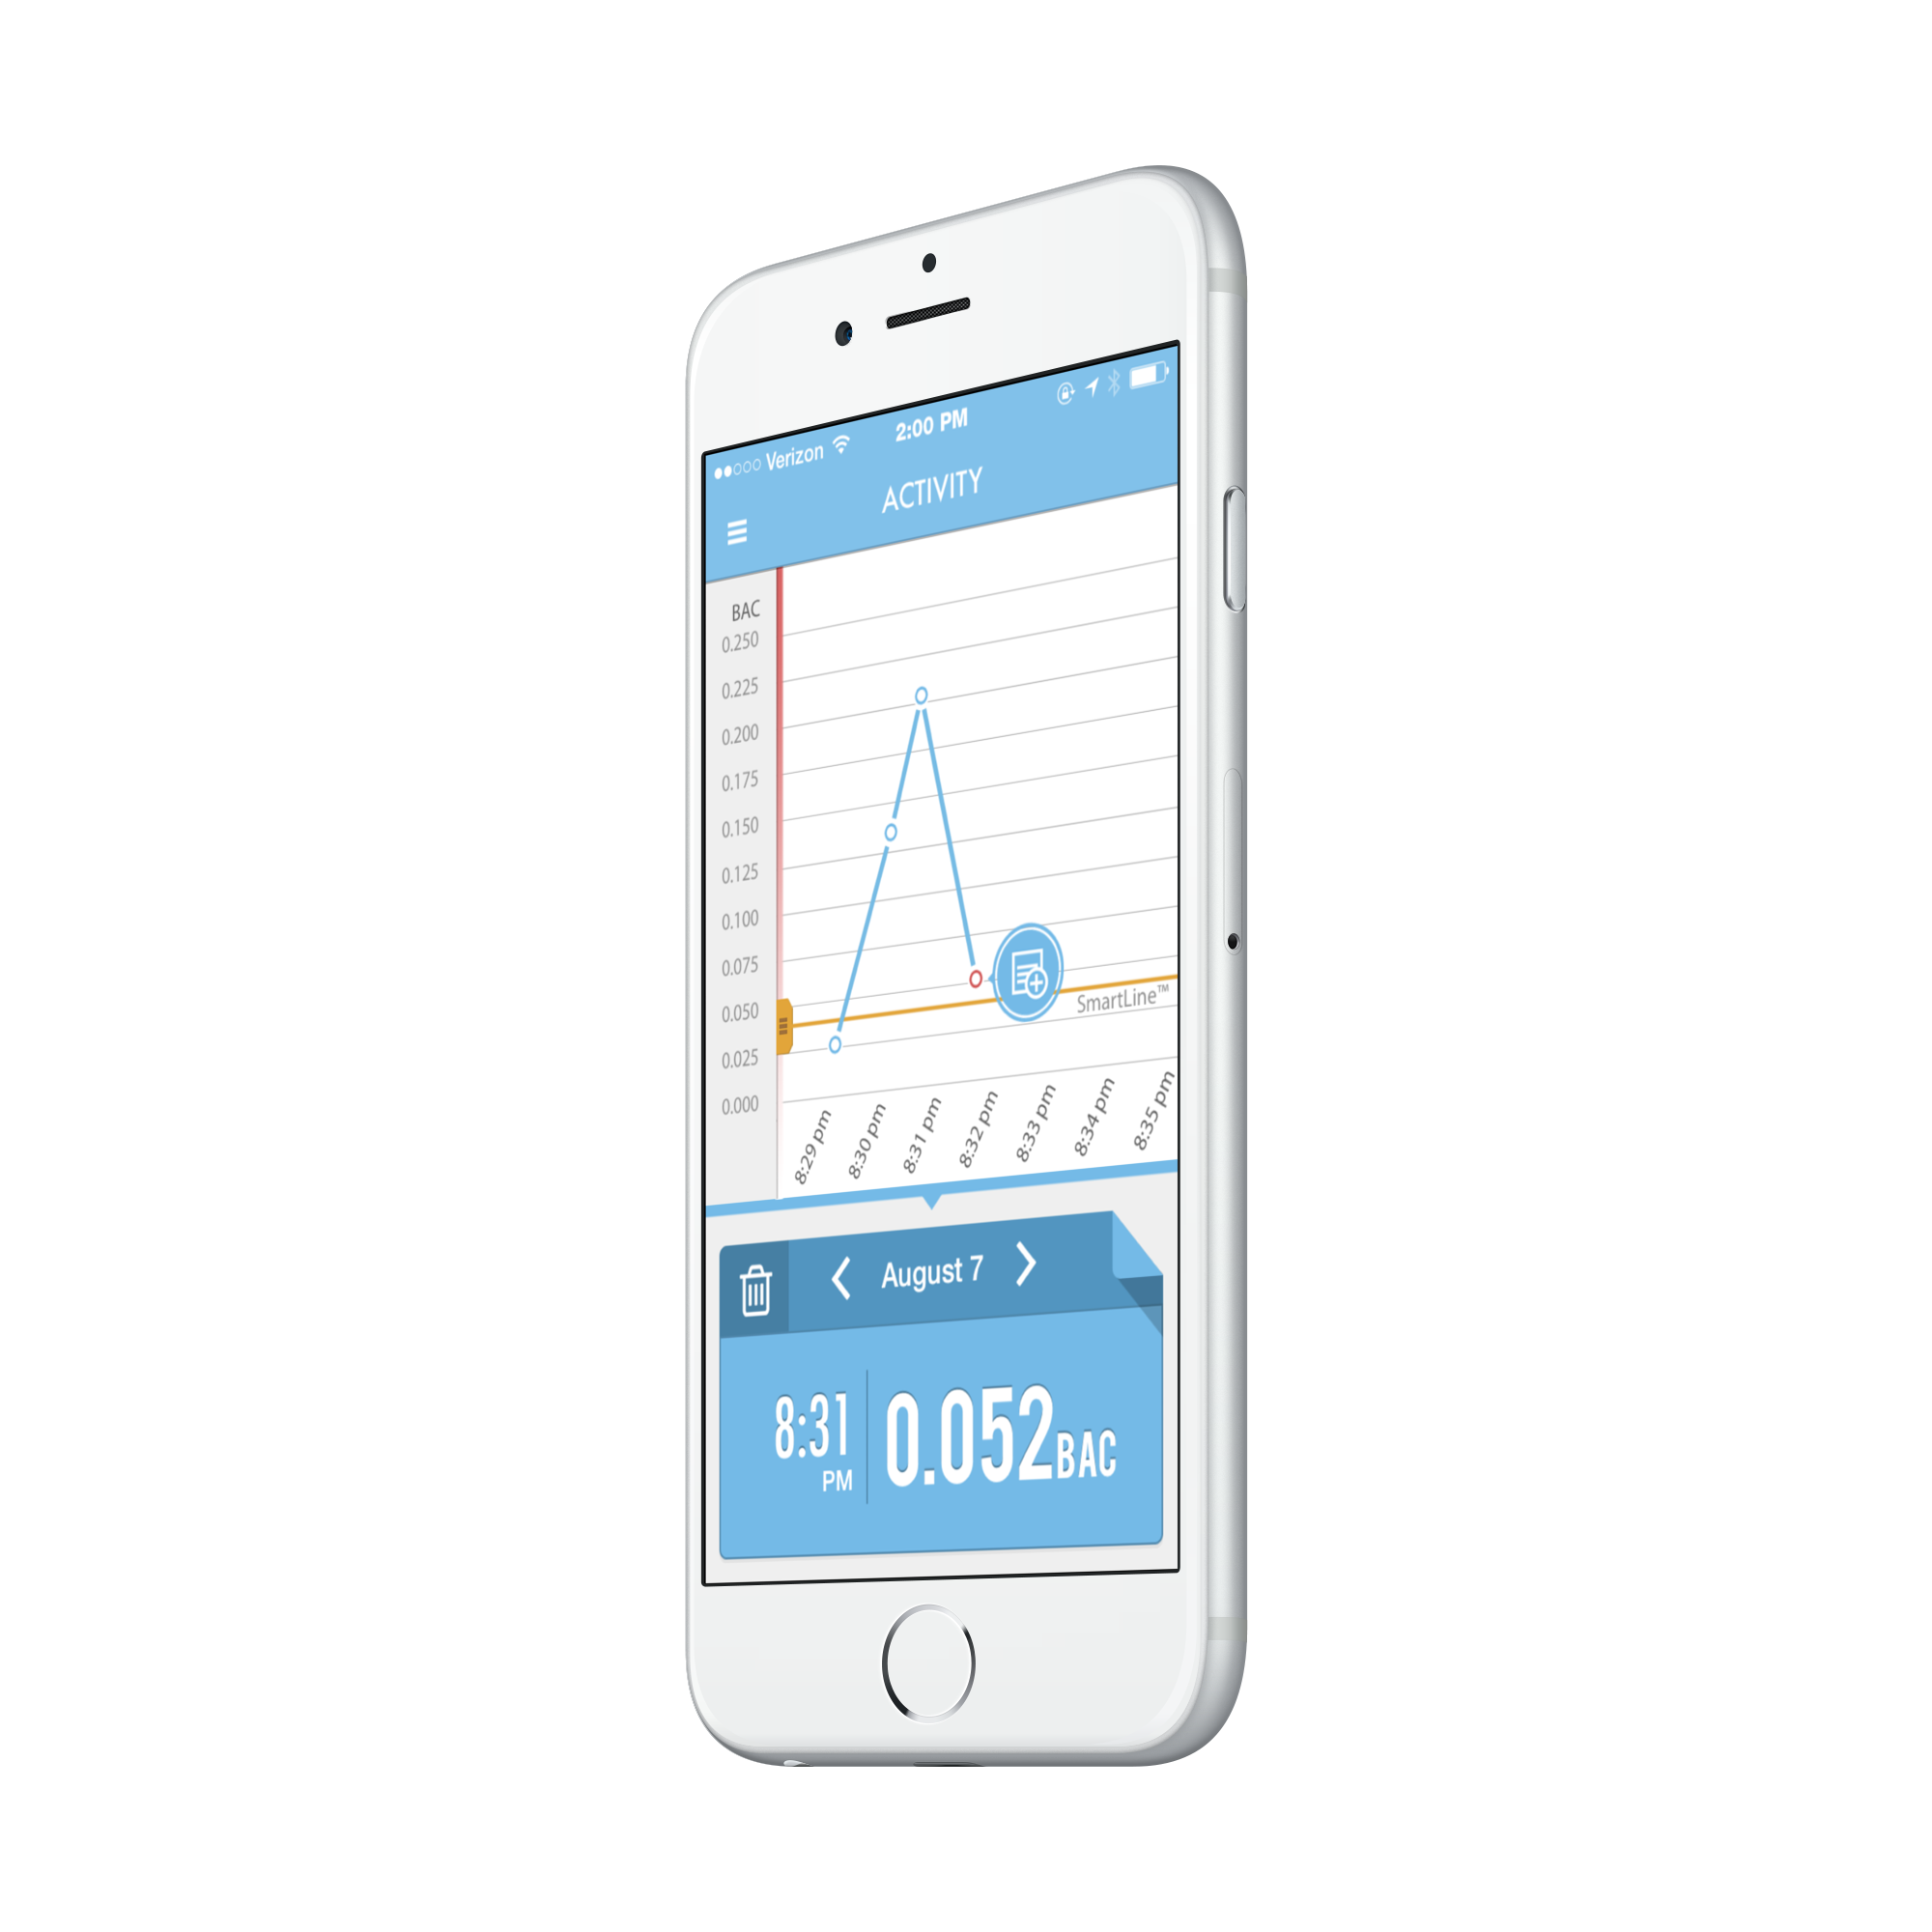 Verizon 2:00 PM
ACTIVITY
BAC
0.250
0.225
0.200
0.175
0.150
0.125
0.100
0.075
0.050
0.025
0.000
SmartLine™
8:29 pm 8:30 pm 8:31 pm 8:32 pm 8:33 pm 8:34 pm 8:35 pm
August 7
8:31 PM
0.052 BAC